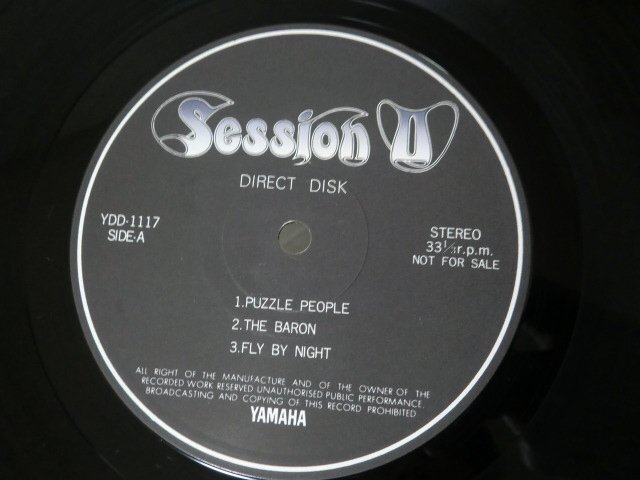 Session II
DIRECT DISK
YDD-1117
SIDE-A
STEREO
33⅓r.p.m.
NOT FOR SALE
1.PUZZLE PEOPLE
2.THE BARON
3.FLY BY NIGHT
ALL RIGHT OF THE MANUFACTURE AND OF THE OWNER OF THE
RECORDED WORK RESERVED UNAUTHORISED PUBLIC PERFORMANCE.
BROADCASTING AND COPYING OF THIS RECORD PROHIBITED
YAMAHA